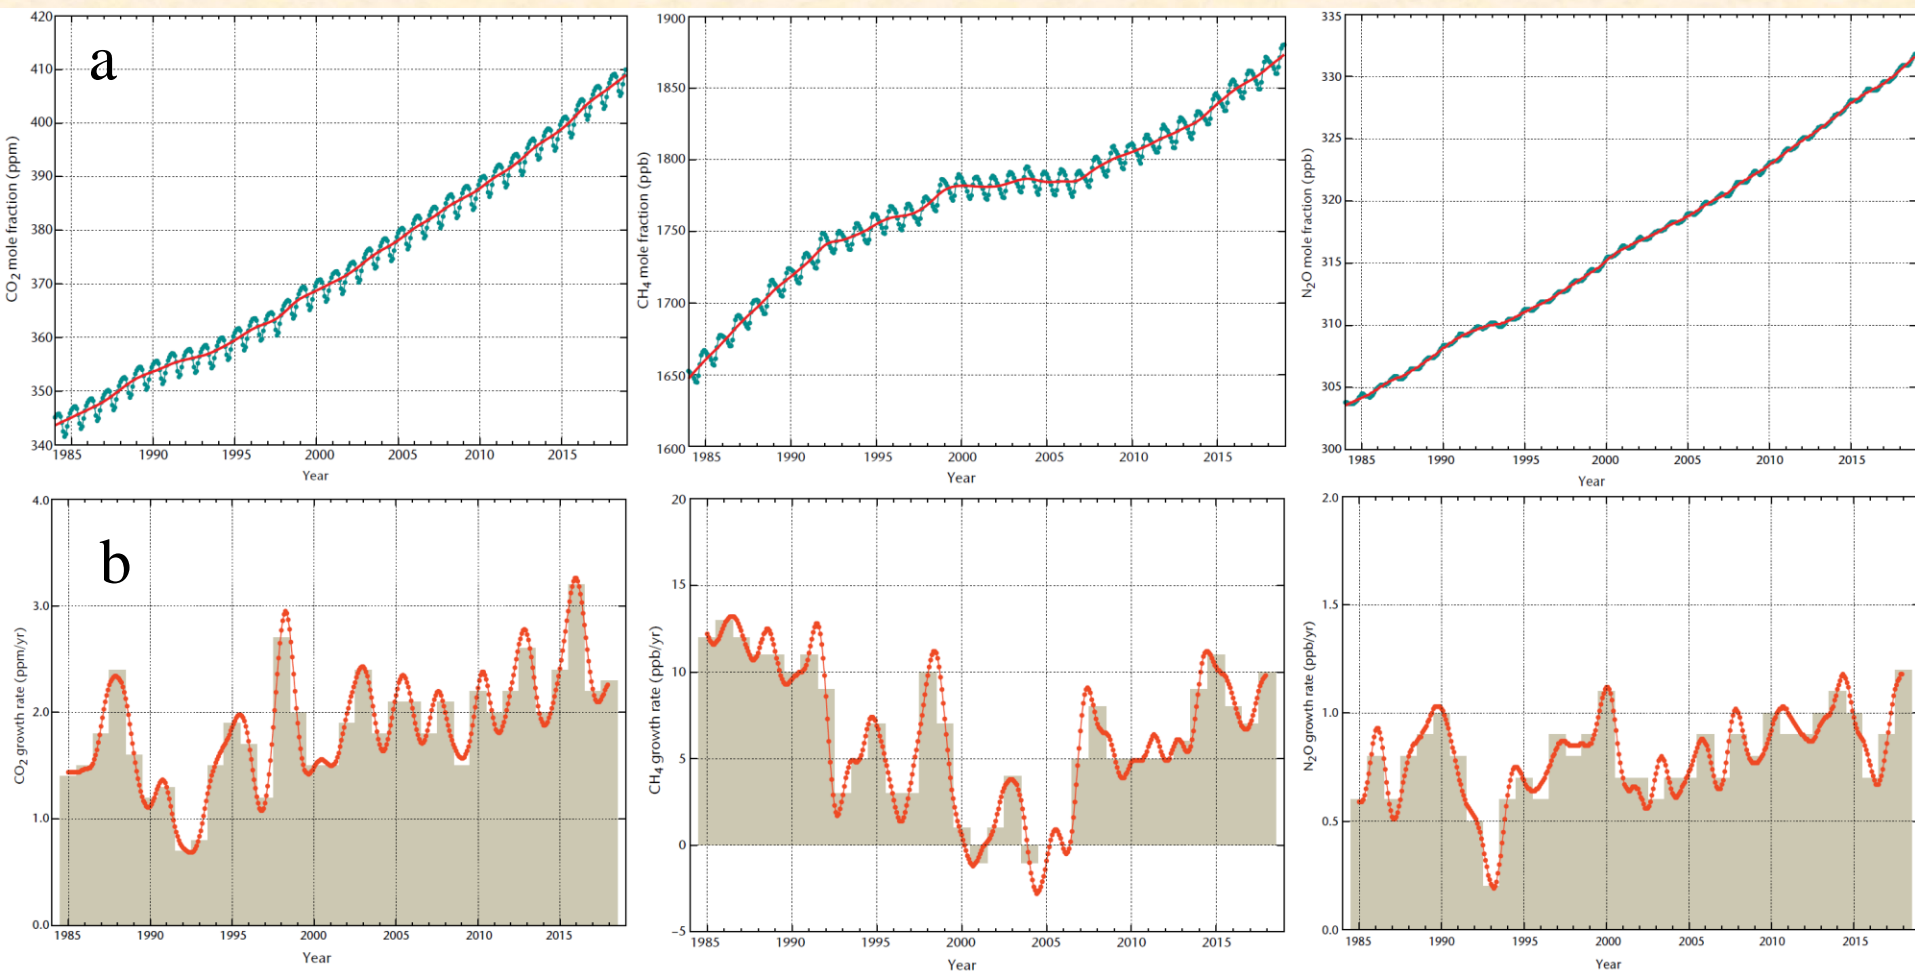 a
420
410
400
390
380
370
360
350
340
CO2 mole fraction (ppm)
1985 1990 1995 2000 2005 2010 2015
Year
1900
1850
1800
1750
1700
1650
1600
CH4 mole fraction (ppb)
1985 1990 1995 2000 2005 2010 2015
Year
335
330
325
320
315
310
305
300
N2O mole fraction (ppb)
1985 1990 1995 2000 2005 2010 2015
Year
b
4.0
3.0
2.0
1.0
0.0
CO2 growth rate (ppm/yr)
1985 1990 1995 2000 2005 2010 2015
Year
20
15
10
5
0
−5
CH4 growth rate (ppb/yr)
1985 1990 1995 2000 2005 2010 2015
Year
2.0
1.5
1.0
0.5
0.0
N2O growth rate (ppb/yr)
1985 1990 1995 2000 2005 2010 2015
Year